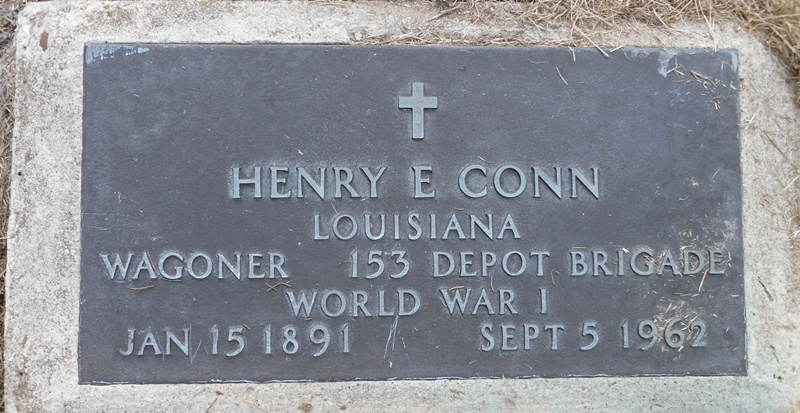 HENRY E CONN
LOUISIANA
WAGONER 153 DEPOT BRIGADE
WORLD WAR I
JAN 15 1891 SEPT 5 1962